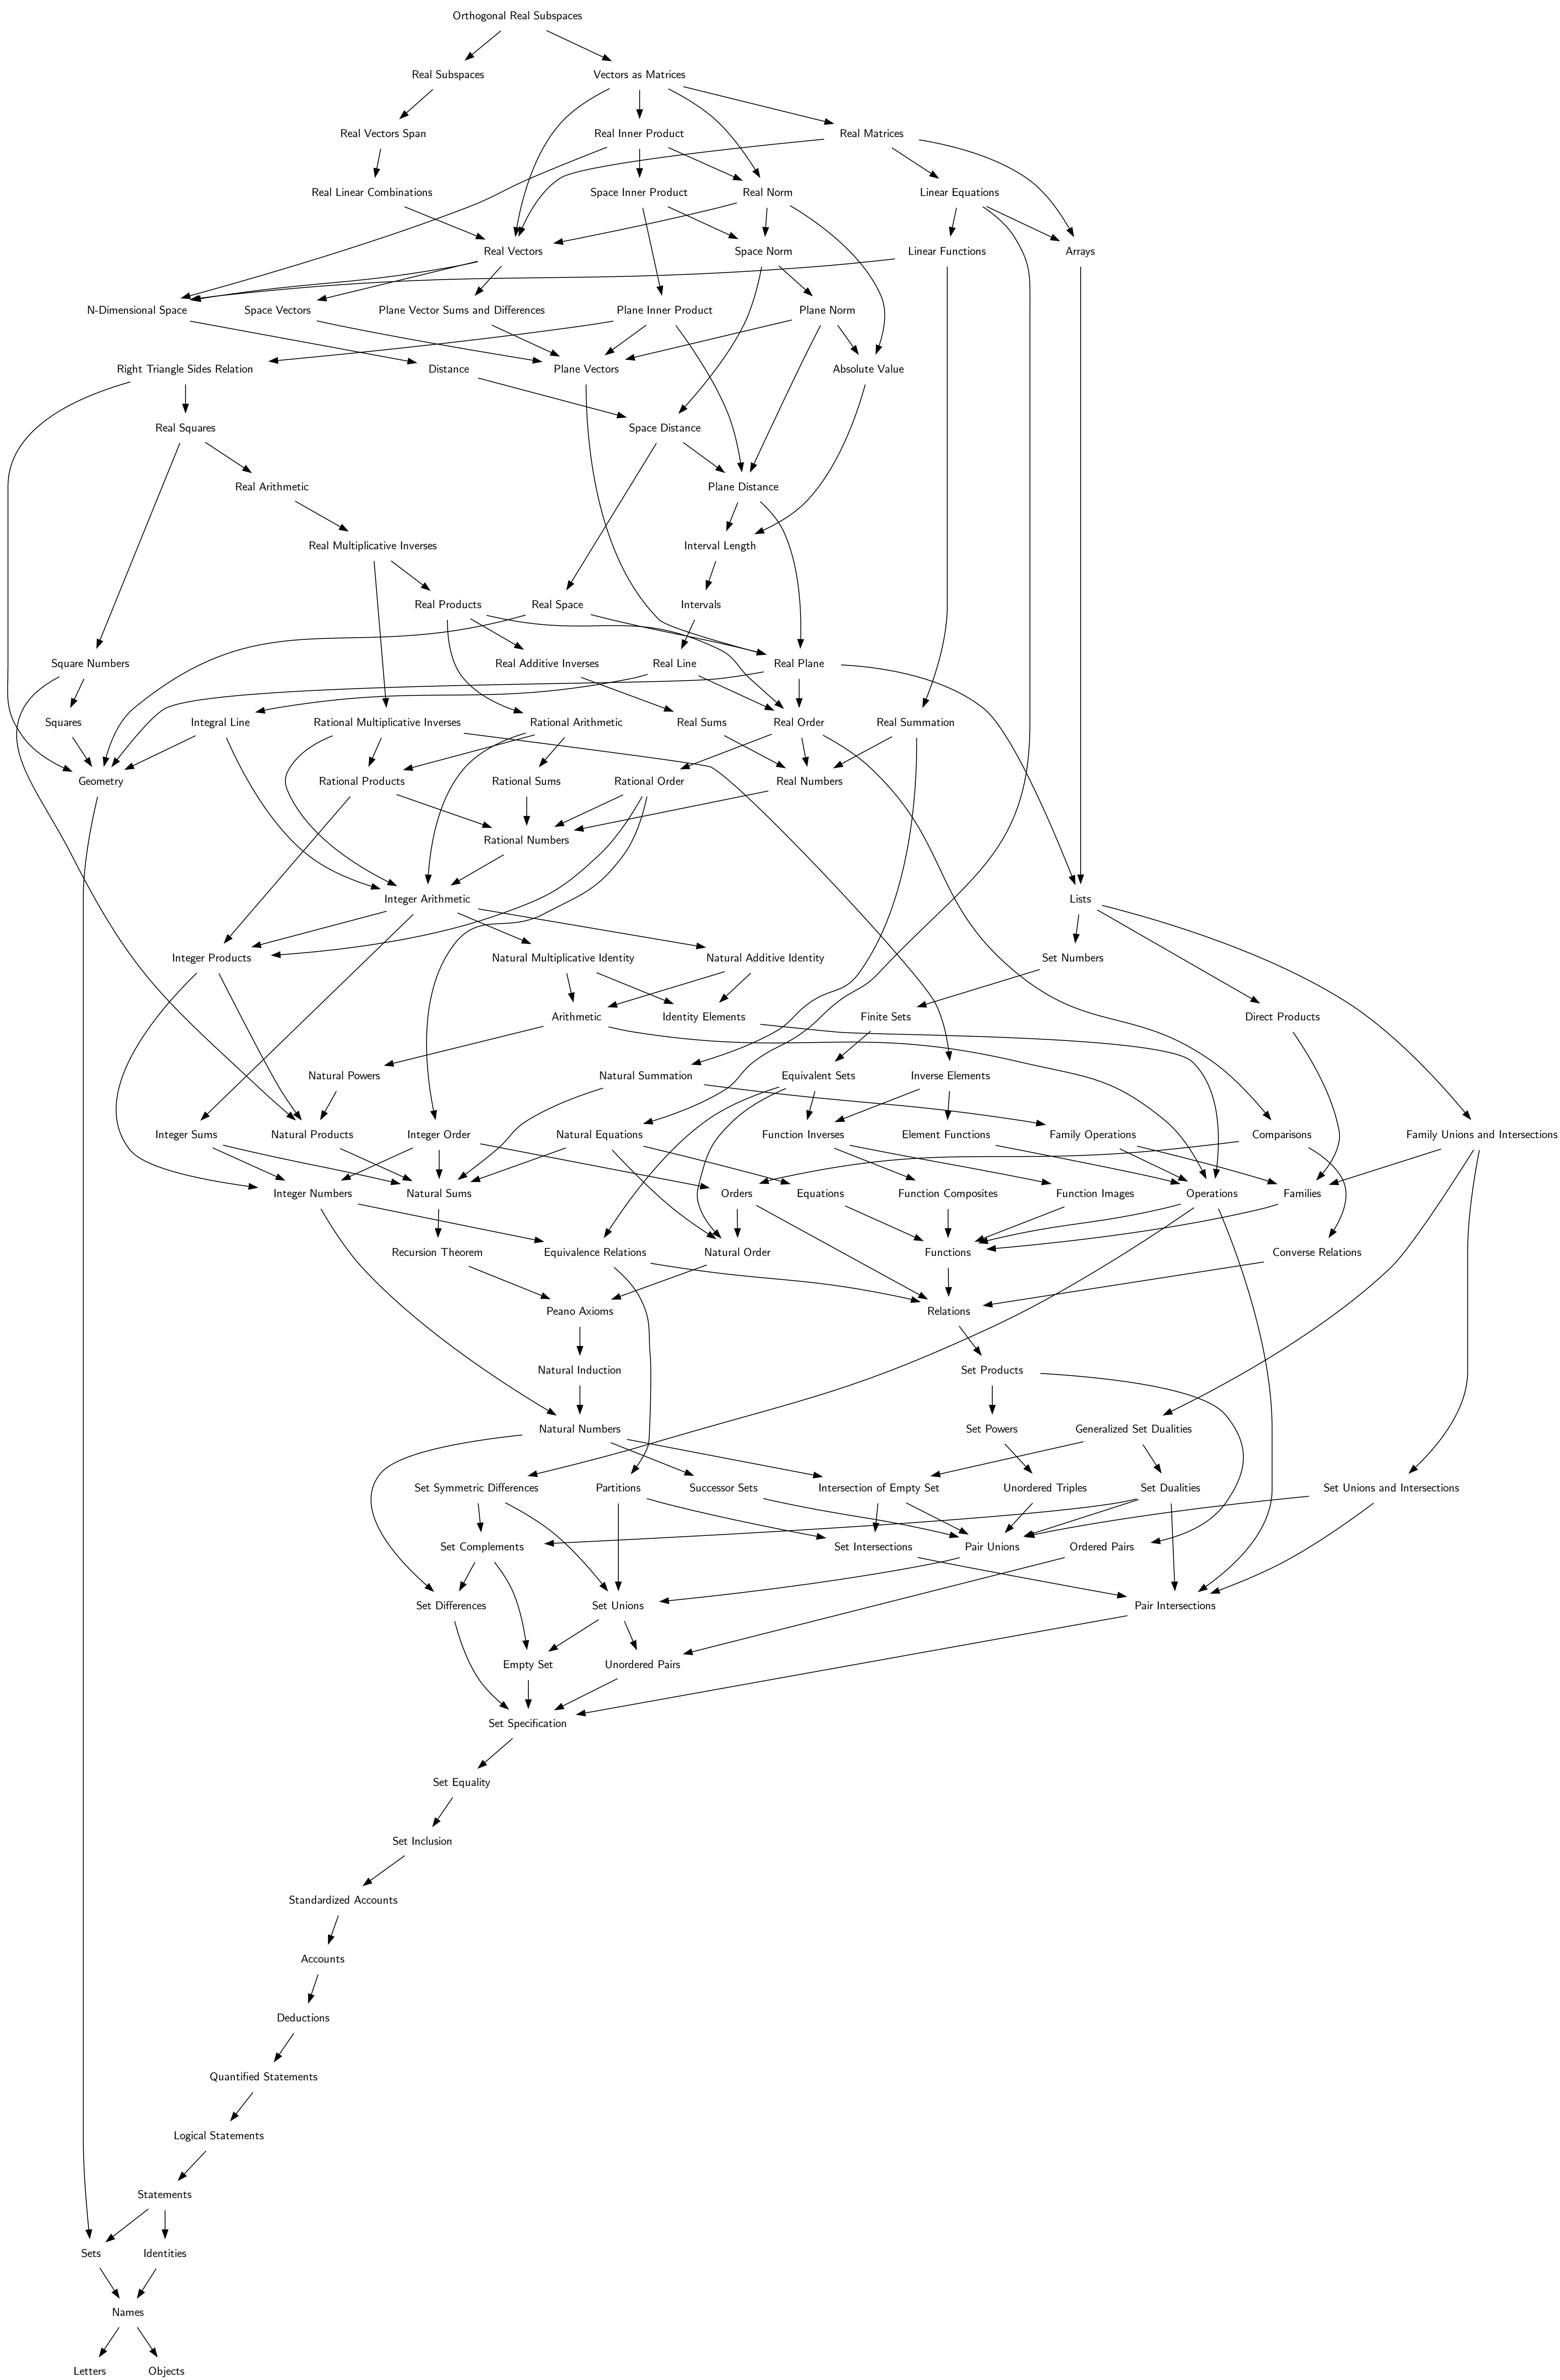 Orthogonal Real Subspaces
Real Subspaces
Vectors as Matrices
Real Vectors Span
Real Inner Product
Real Matrices
Real Linear Combinations
Space Inner Product
Real Norm
Linear Equations
Real Vectors
Space Norm
Linear Functions
Arrays
N-Dimensional Space
Space Vectors
Plane Vector Sums and Differences
Plane Inner Product
Plane Norm
Right Triangle Sides Relation
Distance
Plane Vectors
Absolute Value
Real Squares
Space Distance
Real Arithmetic
Plane Distance
Real Multiplicative Inverses
Interval Length
Real Products
Real Space
Intervals
Square Numbers
Real Additive Inverses
Real Line
Real Plane
Squares
Integral Line
Rational Multiplicative Inverses
Rational Arithmetic
Real Sums
Real Order
Real Summation
Geometry
Rational Products
Rational Sums
Rational Order
Real Numbers
Rational Numbers
Integer Arithmetic
Lists
Integer Products
Natural Multiplicative Identity
Natural Additive Identity
Set Numbers
Arithmetic
Identity Elements
Finite Sets
Direct Products
Natural Powers
Natural Summation
Equivalent Sets
Inverse Elements
Integer Sums
Natural Products
Integer Order
Natural Equations
Function Inverses
Element Functions
Family Operations
Comparisons
Family Unions and Intersections
Integer Numbers
Natural Sums
Orders
Equations
Function Composites
Function Images
Operations
Families
Recursion Theorem
Equivalence Relations
Natural Order
Functions
Converse Relations
Peano Axioms
Relations
Natural Induction
Set Products
Natural Numbers
Set Powers
Generalized Set Dualities
Set Symmetric Differences
Partitions
Successor Sets
Intersection of Empty Set
Unordered Triples
Set Dualities
Set Unions and Intersections
Set Complements
Set Intersections
Pair Unions
Ordered Pairs
Set Differences
Set Unions
Pair Intersections
Empty Set
Unordered Pairs
Set Specification
Set Equality
Set Inclusion
Standardized Accounts
Accounts
Deductions
Quantified Statements
Logical Statements
Statements
Sets
Identities
Names
Letters
Objects